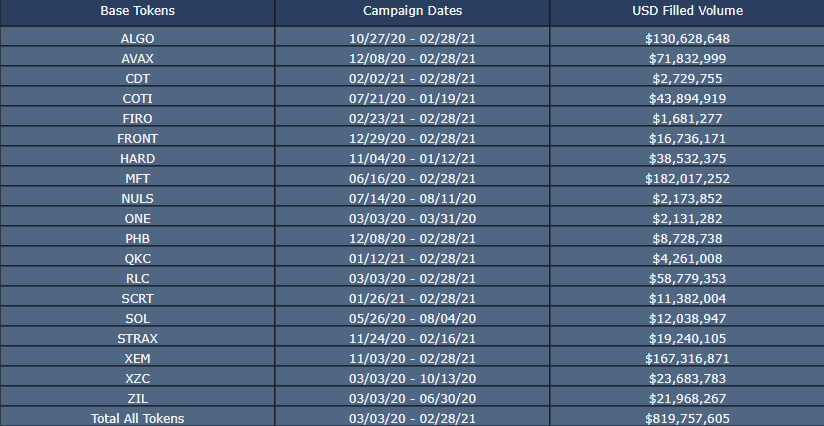 Base Tokens Campaign Dates USD Filled Volume
ALGO 10/27/20 - 02/28/21 $130,628,648
AVAX 12/08/20 - 02/28/21 $71,832,999
CDT 02/02/21 - 02/28/21 $2,729,755
COTI 07/21/20 - 01/19/21 $43,894,919
FIRO 02/23/21 - 02/28/21 $1,681,277
FRONT 12/29/20 - 02/28/21 $16,736,171
HARD 11/04/20 - 01/12/21 $38,532,375
MFT 06/16/20 - 02/28/21 $182,017,252
NULS 07/14/20 - 08/11/20 $2,173,852
ONE 03/03/20 - 03/31/20 $2,131,282
PHB 12/08/20 - 02/28/21 $8,728,738
QKC 01/12/21 - 02/28/21 $4,261,008
RLC 03/03/20 - 02/28/21 $58,779,353
SCRT 01/26/21 - 02/28/21 $11,382,004
SOL 05/26/20 - 08/04/20 $12,038,947
STRAX 11/24/20 - 02/16/21 $19,240,105
XEM 11/03/20 - 02/28/21 $167,316,871
XZC 03/03/20 - 10/13/20 $23,683,783
ZIL 03/03/20 - 06/30/20 $21,968,267
Total All Tokens 03/03/20 - 02/28/21 $819,757,605